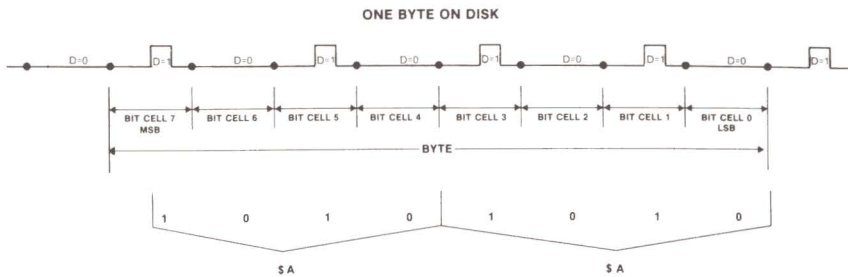 ONE BYTE ON DISK
D=0 D=1 D=0 D=1 D=0 D=1 D=0 D=1 D=0 D=1
BIT CELL 7 BIT CELL 6 BIT CELL 5 BIT CELL 4 BIT CELL 3 BIT CELL 2 BIT CELL 1 BIT CELL 0
MSB LSB
BYTE
1 0 1 0 1 0 1 0
$A $A